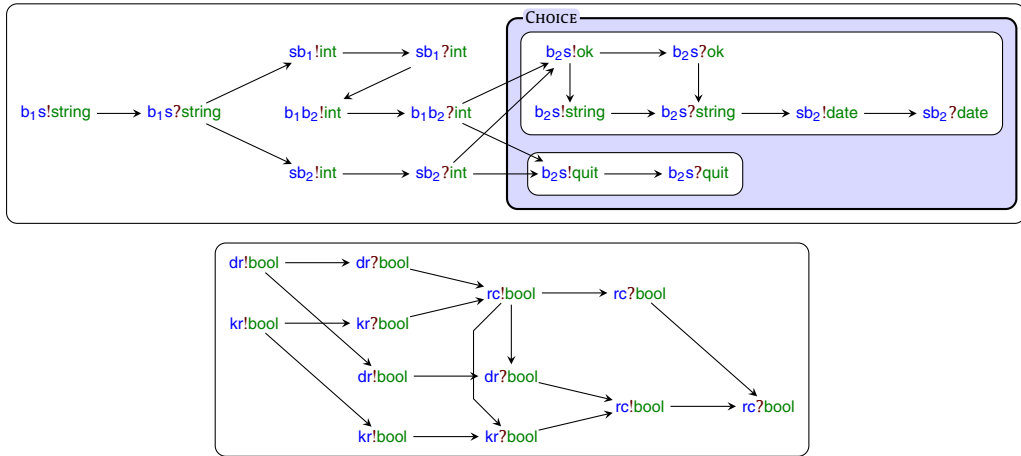 CHOICE
sb₁!int sb₁?int b₂s!ok b₂s?ok
b₁s!string b₁s?string b₁b₂!int b₁b₂?int b₂s!string b₂s?string sb₂!date sb₂?date
sb₂!int sb₂?int b₂s!quit b₂s?quit
dr!bool dr?bool
rc!bool rc?bool
kr!bool kr?bool
dr!bool dr?bool
rc!bool rc?bool
kr!bool kr?bool